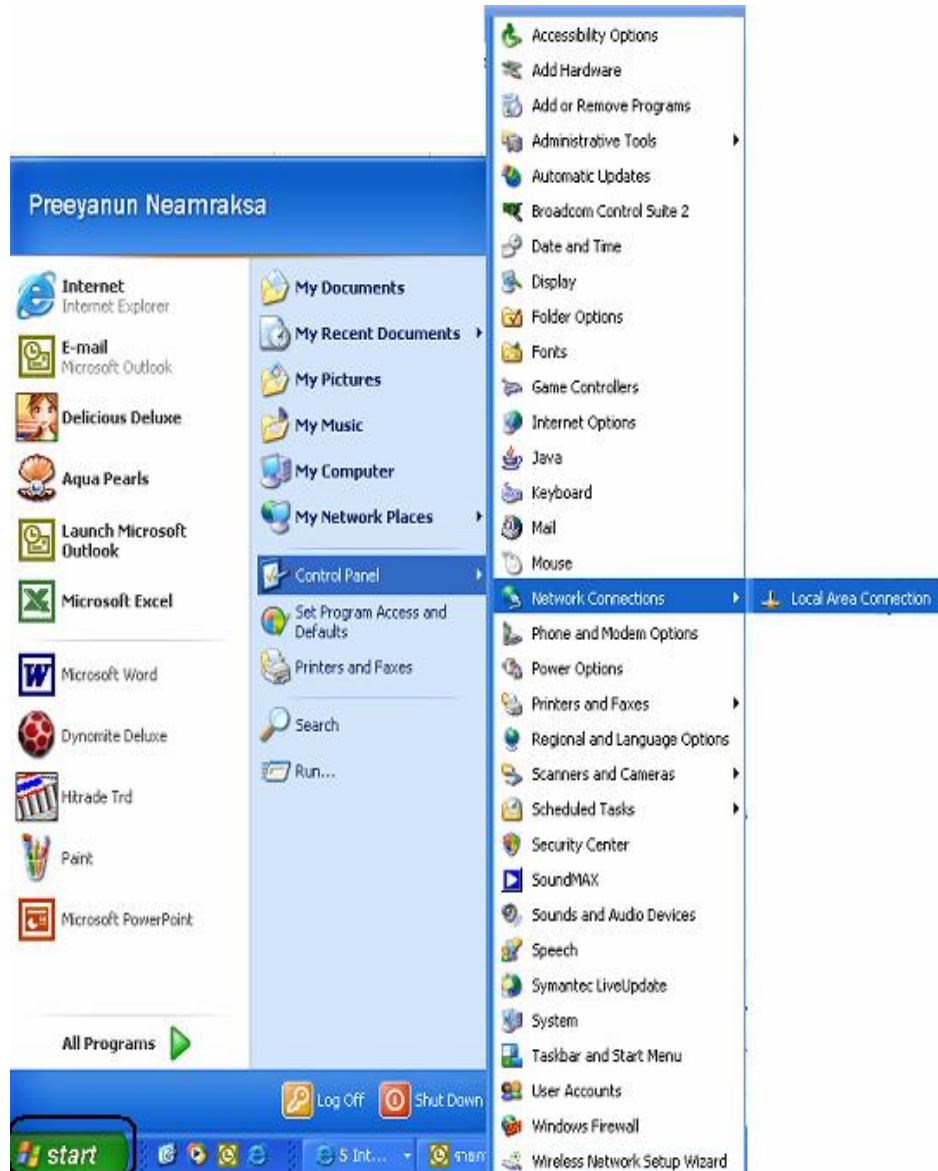 Preeyanun Neamraksa
Internet
Internet Explorer
E-mail
Microsoft Outlook
Delicious Deluxe
Aqua Pearls
Launch Microsoft
Outlook
Microsoft Excel
Microsoft Word
Dynomite Deluxe
Hitrade Trd
Paint
Microsoft PowerPoint
All Programs
My Documents
My Recent Documents
My Pictures
My Music
My Computer
My Network Places
Control Panel
Set Program Access and
Defaults
Printers and Faxes
Search
Run...
Log Off
Shut Down
start
5 Int...
Accessibility Options
Add Hardware
Add or Remove Programs
Administrative Tools
Automatic Updates
Broadcom Control Suite 2
Date and Time
Display
Folder Options
Fonts
Game Controllers
Internet Options
Java
Keyboard
Mail
Mouse
Network Connections
Phone and Modem Options
Power Options
Printers and Faxes
Regional and Language Options
Scanners and Cameras
Scheduled Tasks
Security Center
SoundMAX
Sounds and Audio Devices
Speech
Symantec LiveUpdate
System
Taskbar and Start Menu
User Accounts
Windows Firewall
Wireless Network Setup Wizard
Local Area Connection